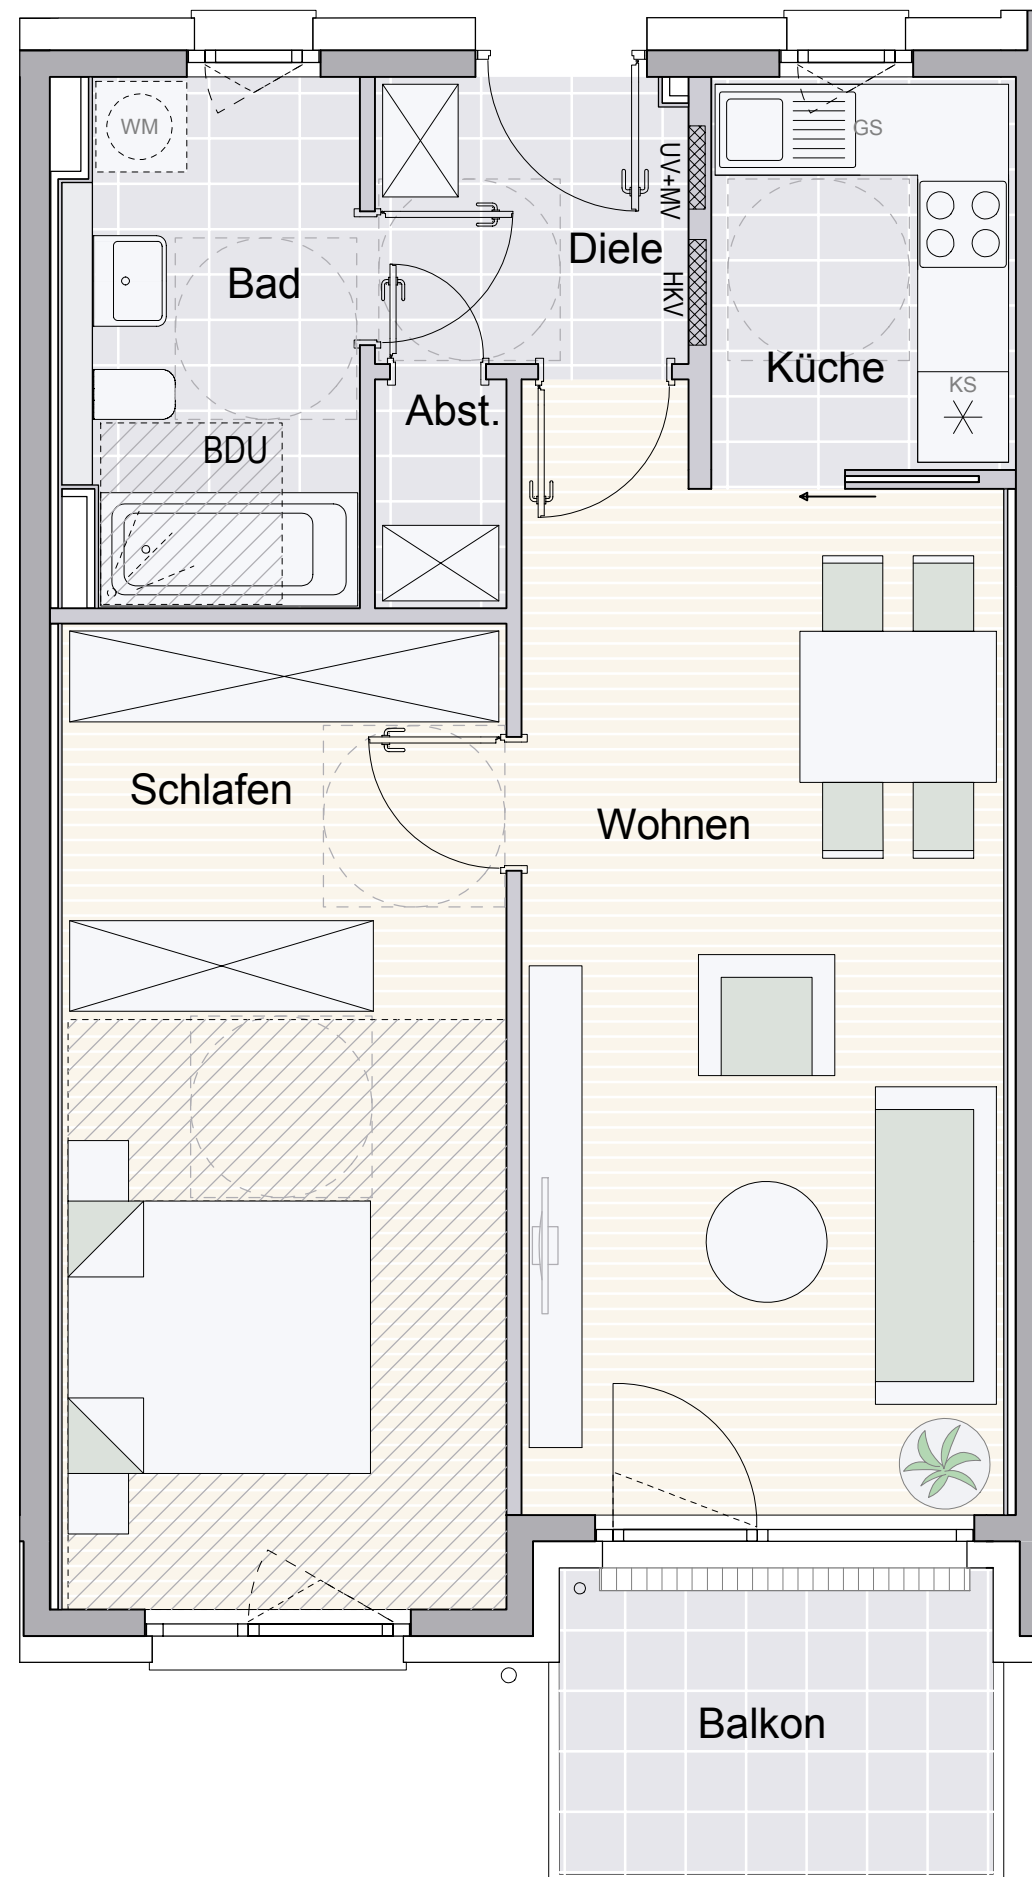 WM
GS
UV+MV
Diele
Bad
HKV
Küche
KS
Abst.
BDU
Schlafen
Wohnen
Balkon